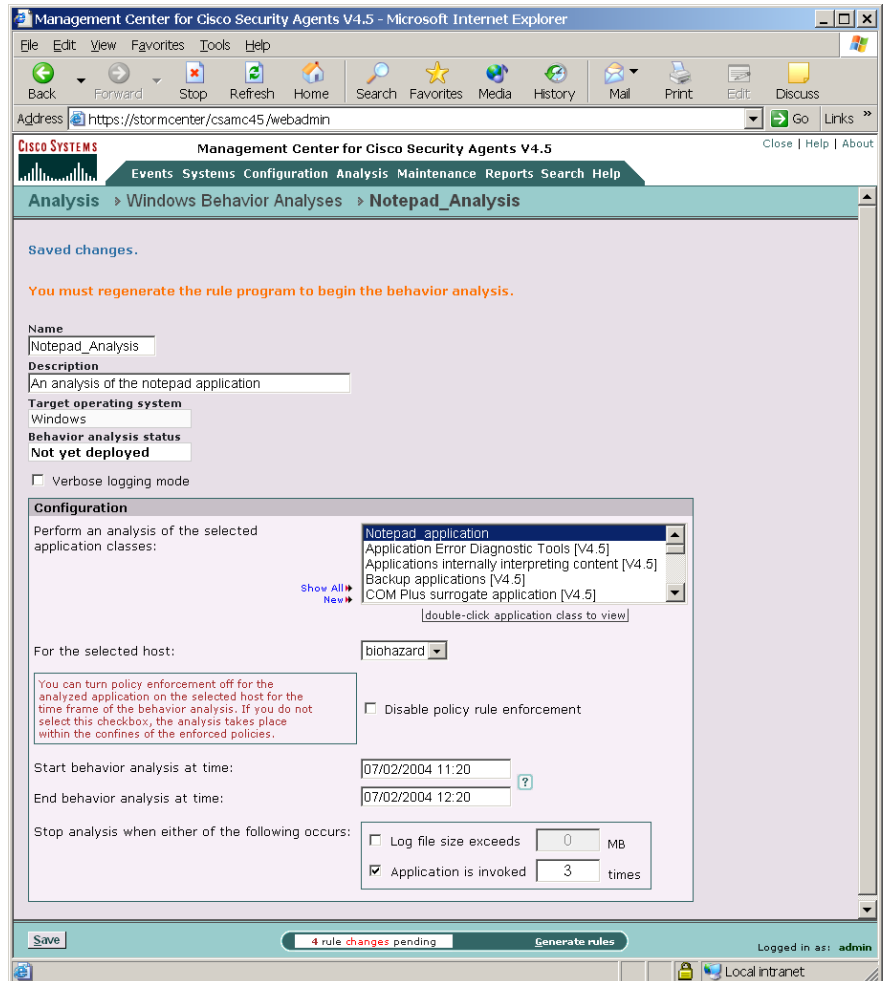 Management Center for Cisco Security Agents V4.5 - Microsoft Internet Explorer
File Edit View Favorites Tools Help
Back Forward Stop Refresh Home Search Favorites Media History Mail Print Edit Discuss
Address https://stormcenter/csamc45/webadmin Go Links »
CISCO SYSTEMS
Management Center for Cisco Security Agents V4.5
Close | Help | About
Events Systems Configuration Analysis Maintenance Reports Search Help
Analysis Windows Behavior Analyses Notepad_Analysis
Saved changes.
You must regenerate the rule program to begin the behavior analysis.
Name
Notepad_Analysis
Description
An analysis of the notepad application
Target operating system
Windows
Behavior analysis status
Not yet deployed
Verbose logging mode
Configuration
Perform an analysis of the selected
application classes:
Show All
New
Notepad_application
Application Error Diagnostic Tools [V4.5]
Applications internally interpreting content [V4.5]
Backup applications [V4.5]
COM Plus surrogate application [V4.5]
double-click application class to view
For the selected host: biohazard
You can turn policy enforcement off for the
analyzed application on the selected host for the
time frame of the behavior analysis. If you do not
select this checkbox, the analysis takes place
within the confines of the enforced policies.
Disable policy rule enforcement
Start behavior analysis at time: 07/02/2004 11:20
?
End behavior analysis at time: 07/02/2004 12:20
Stop analysis when either of the following occurs:
Log file size exceeds 0 MB
Application is invoked 3 times
Save
4 rule changes pending
Generate rules
Logged in as: admin
Local intranet